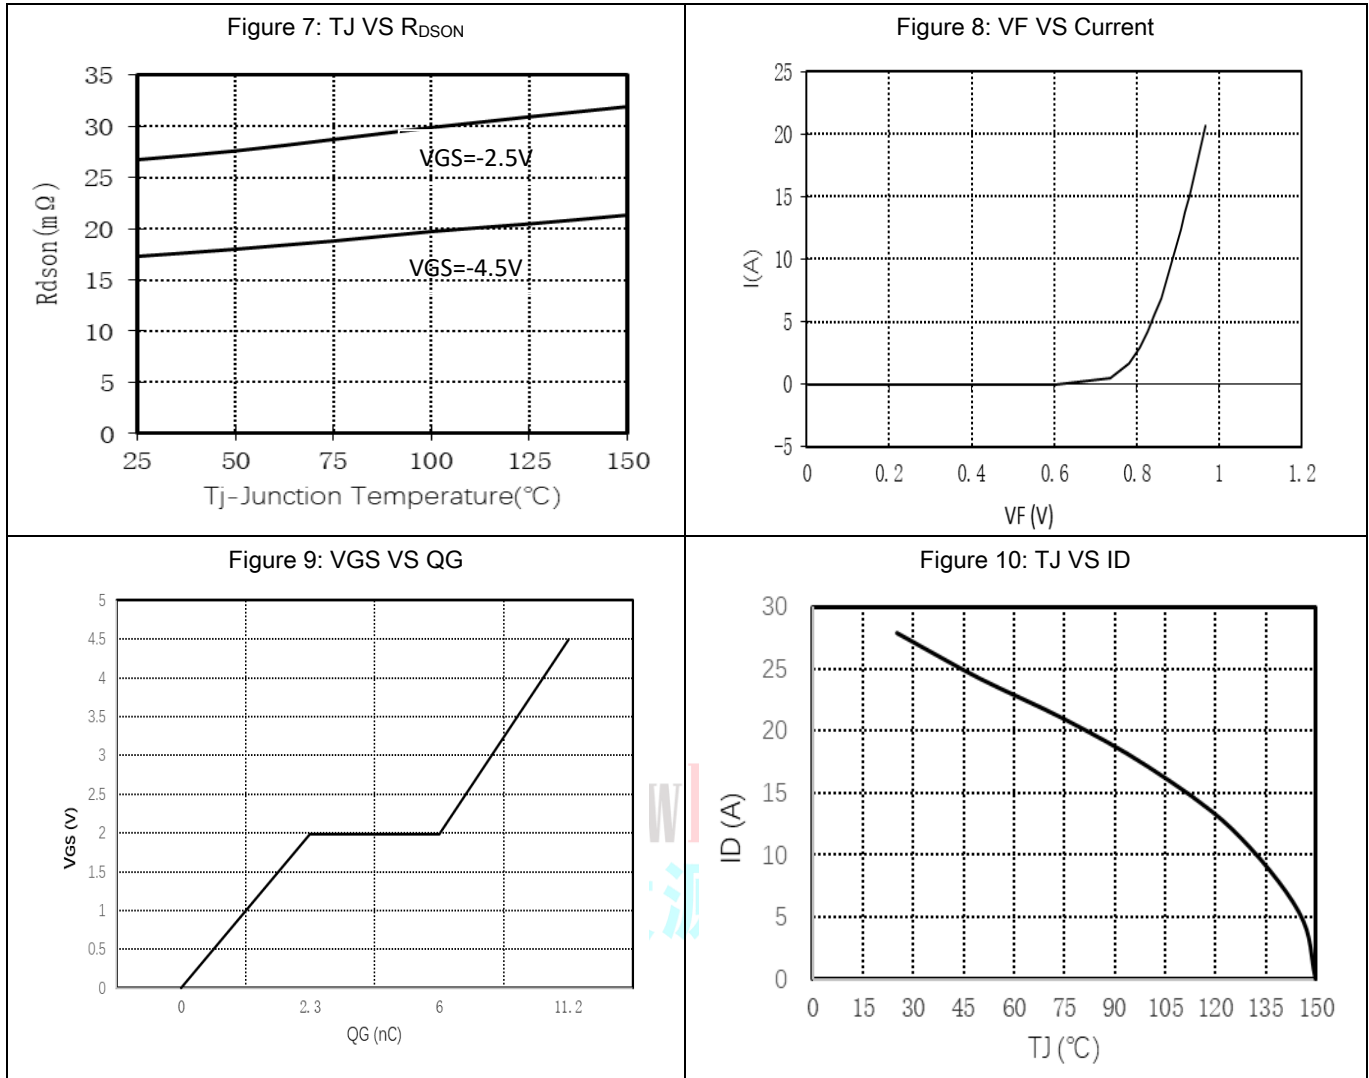 Figure 7: TJ VS RDSON
35
30
25
20
15
10
5
0
Rdson(mΩ)
VGS=-2.5V
VGS=-4.5V
25 50 75 100 125 150
Tj-Junction Temperature(℃)
Figure 8: VF VS Current
25
20
15
10
5
0
-5
I(A)
0 0.2 0.4 0.6 0.8 1 1.2
VF (V)
Figure 9: VGS VS QG
5
4.5
4
3.5
3
2.5
2
1.5
1
0.5
0
VGS (V)
0 2.3 6 11.2
QG (nC)
Figure 10: TJ VS ID
30
25
20
15
10
5
0
ID (A)
0 15 30 45 60 75 90 105 120 135 150
TJ (℃)
W